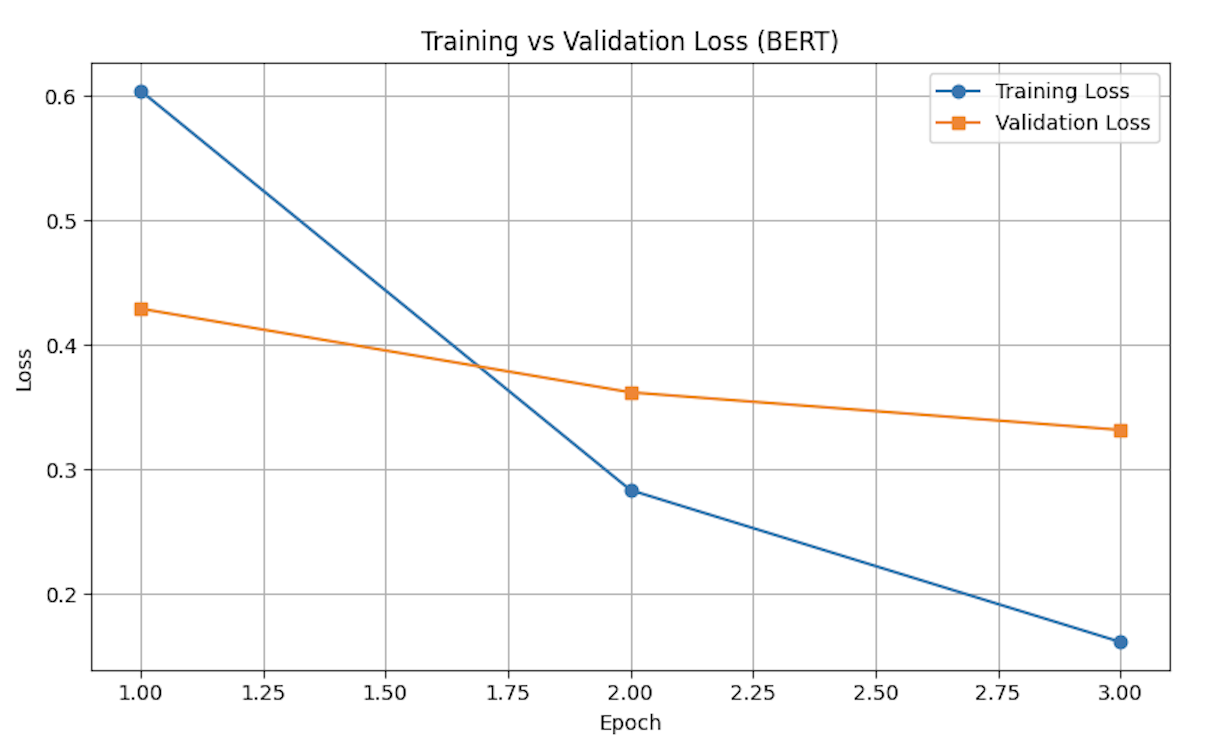 Training vs Validation Loss (BERT)
Training Loss
Validation Loss
0.6
0.5
0.4
0.3
0.2
Loss
1.00 1.25 1.50 1.75 2.00 2.25 2.50 2.75 3.00
Epoch